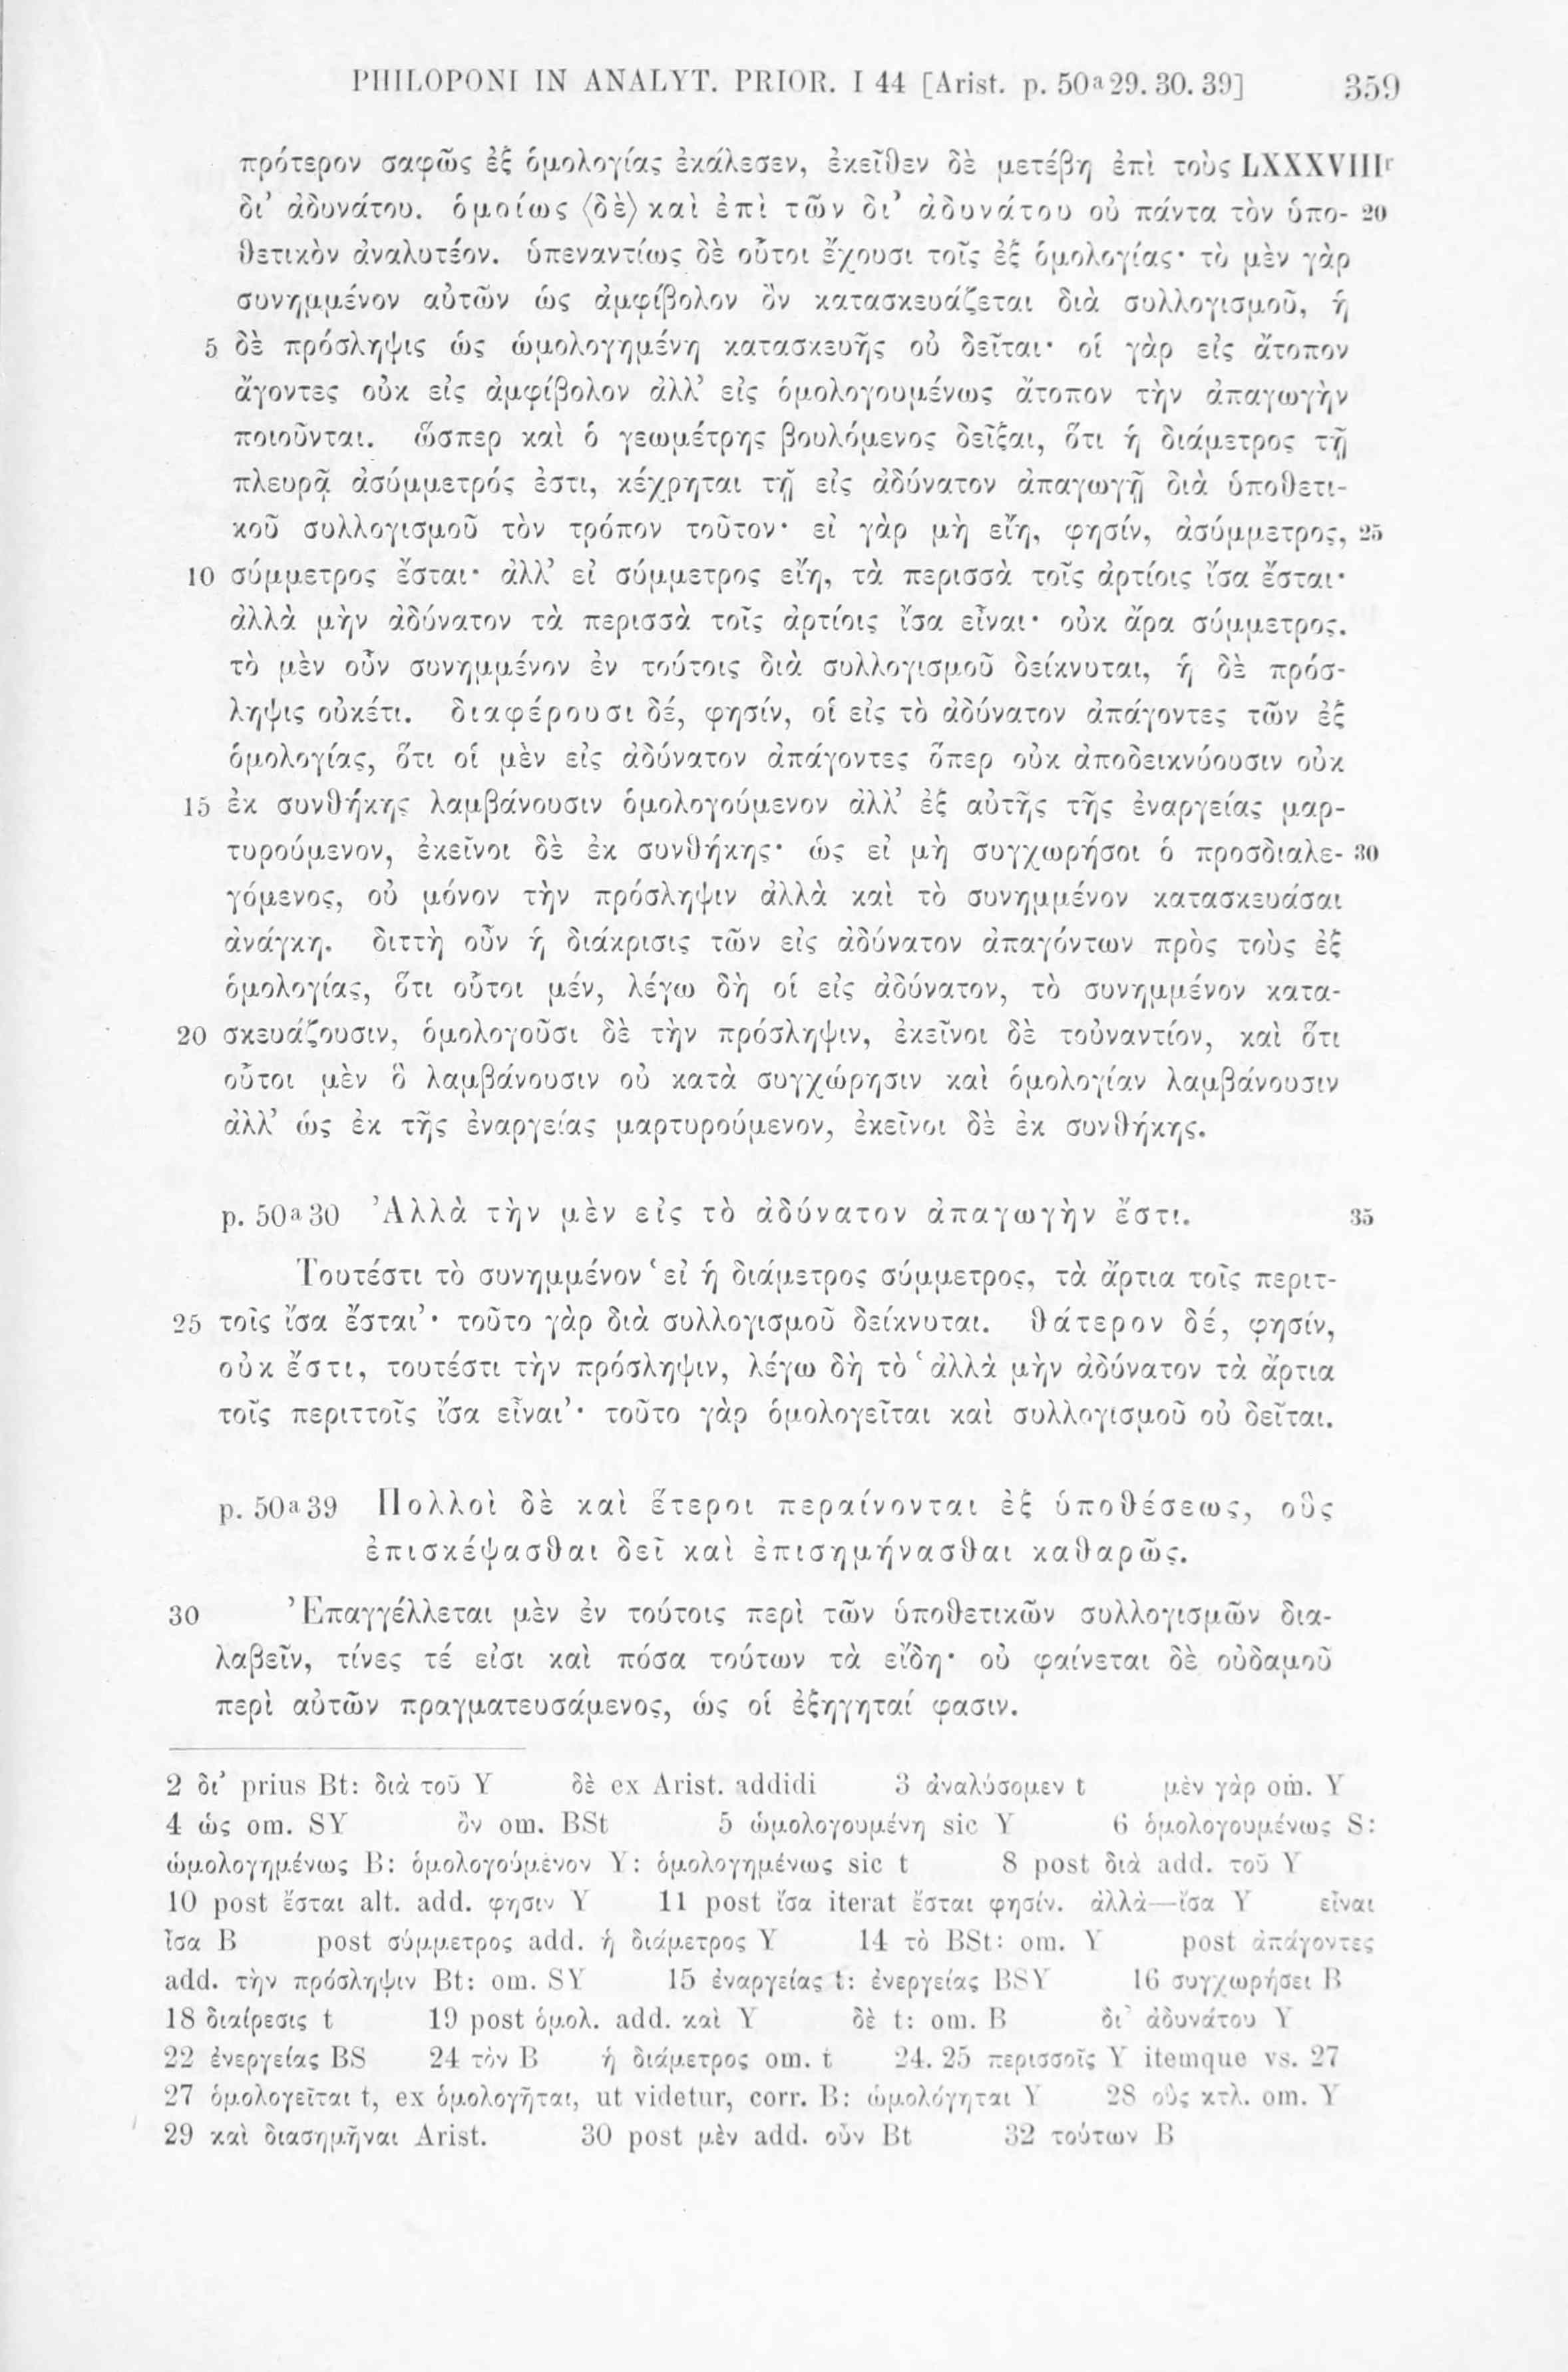 PHILOPONI IN ANALYT. PRIOR. I 44 [Arist. p. 50ᵃ29. 30. 39] 359
πρότερον σαφῶς ἐξ ὁμολογίας ἐκάλεσεν, ἐκεῖθεν δὲ μετέβη ἐπὶ τοὺς LXXXVIIIʳ
δι’ ἀδυνάτου. ὁμοίως ⟨δὲ⟩ καὶ ἐπὶ τῶν δι’ ἀδυνάτου οὐ πάντα τὸν ὑπο- 20
θετικὸν ἀναλυτέον. ὑπεναντίως δὲ οὗτοι ἔχουσι τοῖς ἐξ ὁμολογίας· τὸ μὲν γὰρ
συνημμένον αὐτῶν ὡς ἀμφίβολον ὂν κατασκευάζεται διὰ συλλογισμοῦ, ἡ
5 δὲ πρόσληψις ὡς ὡμολογημένη κατασκευῆς οὐ δεῖται· οἱ γὰρ εἰς ἄτοπον
ἄγοντες οὐκ εἰς ἀμφίβολον ἀλλ’ εἰς ὁμολογουμένως ἄτοπον τὴν ἀπαγωγὴν
ποιοῦνται. ὥσπερ καὶ ὁ γεωμέτρης βουλόμενος δεῖξαι, ὅτι ἡ διάμετρος τῇ
πλευρᾷ ἀσύμμετρός ἐστι, κέχρηται τῇ εἰς ἀδύνατον ἀπαγωγῇ διὰ ὑποθετι-
κοῦ συλλογισμοῦ τὸν τρόπον τοῦτον· εἰ γὰρ μὴ εἴη, φησίν, ἀσύμμετρος, 25
10 σύμμετρος ἔσται· ἀλλ’ εἰ σύμμετρος εἴη, τὰ περισσὰ τοῖς ἀρτίοις ἴσα ἔσται·
ἀλλὰ μὴν ἀδύνατον τὰ περισσὰ τοῖς ἀρτίοις ἴσα εἶναι· οὐκ ἄρα σύμμετρος.
τὸ μὲν οὖν συνημμένον ἐν τούτοις διὰ συλλογισμοῦ δείκνυται, ἡ δὲ πρόσ-
ληψις οὐκέτι. διαφέρουσι δέ, φησίν, οἱ εἰς τὸ ἀδύνατον ἀπάγοντες τῶν ἐξ
ὁμολογίας, ὅτι οἱ μὲν εἰς ἀδύνατον ἀπάγοντες ὅπερ οὐκ ἀποδεικνύουσιν οὐκ
15 ἐκ συνθήκης λαμβάνουσιν ὁμολογούμενον ἀλλ’ ἐξ αὐτῆς τῆς ἐναργείας μαρ-
τυρούμενον, ἐκεῖνοι δὲ ἐκ συνθήκης· ὡς εἰ μὴ συγχωρήσοι ὁ προσδιαλε- 30
γόμενος, οὐ μόνον τὴν πρόσληψιν ἀλλὰ καὶ τὸ συνημμένον κατασκευάσαι
ἀνάγκη. διττὴ οὖν ἡ διάκρισις τῶν εἰς ἀδύνατον ἀπαγόντων πρὸς τοὺς ἐξ
ὁμολογίας, ὅτι οὗτοι μέν, λέγω δὴ οἱ εἰς ἀδύνατον, τὸ συνημμένον κατα-
20 σκευάζουσιν, ὁμολογοῦσι δὲ τὴν πρόσληψιν, ἐκεῖνοι δὲ τοὐναντίον, καὶ ὅτι
οὗτοι μὲν ὃ λαμβάνουσιν οὐ κατὰ συγχώρησιν καὶ ὁμολογίαν λαμβάνουσιν
ἀλλ’ ὡς ἐκ τῆς ἐναργείας μαρτυρούμενον, ἐκεῖνοι δὲ ἐκ συνθήκης.
p. 50ᵃ30 Ἀλλὰ τὴν μὲν εἰς τὸ ἀδύνατον ἀπαγωγὴν ἔστι. 35
Τουτέστι τὸ συνημμένον ‘εἰ ἡ διάμετρος σύμμετρος, τὰ ἄρτια τοῖς περιτ-
25 τοῖς ἴσα ἔσται’· τοῦτο γὰρ διὰ συλλογισμοῦ δείκνυται. θάτερον δέ, φησίν,
οὐκ ἔστι, τουτέστι τὴν πρόσληψιν, λέγω δὴ τὸ ‘ἀλλὰ μὴν ἀδύνατον τὰ ἄρτια
τοῖς περιττοῖς ἴσα εἶναι’· τοῦτο γὰρ ὁμολογεῖται καὶ συλλογισμοῦ οὐ δεῖται.
p. 50ᵃ39 Πολλοὶ δὲ καὶ ἕτεροι περαίνονται ἐξ ὑποθέσεως, οὓς
ἐπισκέψασθαι δεῖ καὶ ἐπισημήνασθαι καθαρῶς.
30 Ἐπαγγέλλεται μὲν ἐν τούτοις περὶ τῶν ὑποθετικῶν συλλογισμῶν δια-
λαβεῖν, τίνες τέ εἰσι καὶ πόσα τούτων τὰ εἴδη· οὐ φαίνεται δὲ οὐδαμοῦ
περὶ αὐτῶν πραγματευσάμενος, ὡς οἱ ἐξηγηταί φασιν.
2 δι’ prius Bt: διὰ τοῦ Y δὲ ex Arist. addidi 3 ἀναλύσομεν t μὲν γὰρ om. Y
4 ὡς om. SY ὂν om. BSt 5 ὡμολογουμένη sic Y 6 ὁμολογουμένως S:
ὡμολογημένως B: ὁμολογούμενον Y: ὁμολογημένως sic t 8 post διὰ add. τοῦ Y
10 post ἔσται alt. add. φησιν Y 11 post ἴσα iterat ἔσται φησίν. ἀλλὰ—ἴσα Y εἶναι
ἴσα B post σύμμετρος add. ἡ διάμετρος Y 14 τὸ BSt: om. Y post ἀπάγοντες
add. τὴν πρόσληψιν Bt: om. SY 15 ἐναργείας t: ἐνεργείας BSY 16 συγχωρήσει B
18 διαίρεσις t 19 post ὁμολ. add. καὶ Y δὲ t: om. B δι’ ἀδυνάτου Y
22 ἐνεργείας BS 24 τὸν B ἡ διάμετρος om. t 24. 25 περισσοῖς Y itemque vs. 27
27 ὁμολογεῖται t, ex ὁμολογῆται, ut videtur, corr. B: ὡμολόγηται Y 28 οὓς κτλ. om. Y
29 καὶ διασημῆναι Arist. 30 post μὲν add. οὖν Bt 32 τούτων B